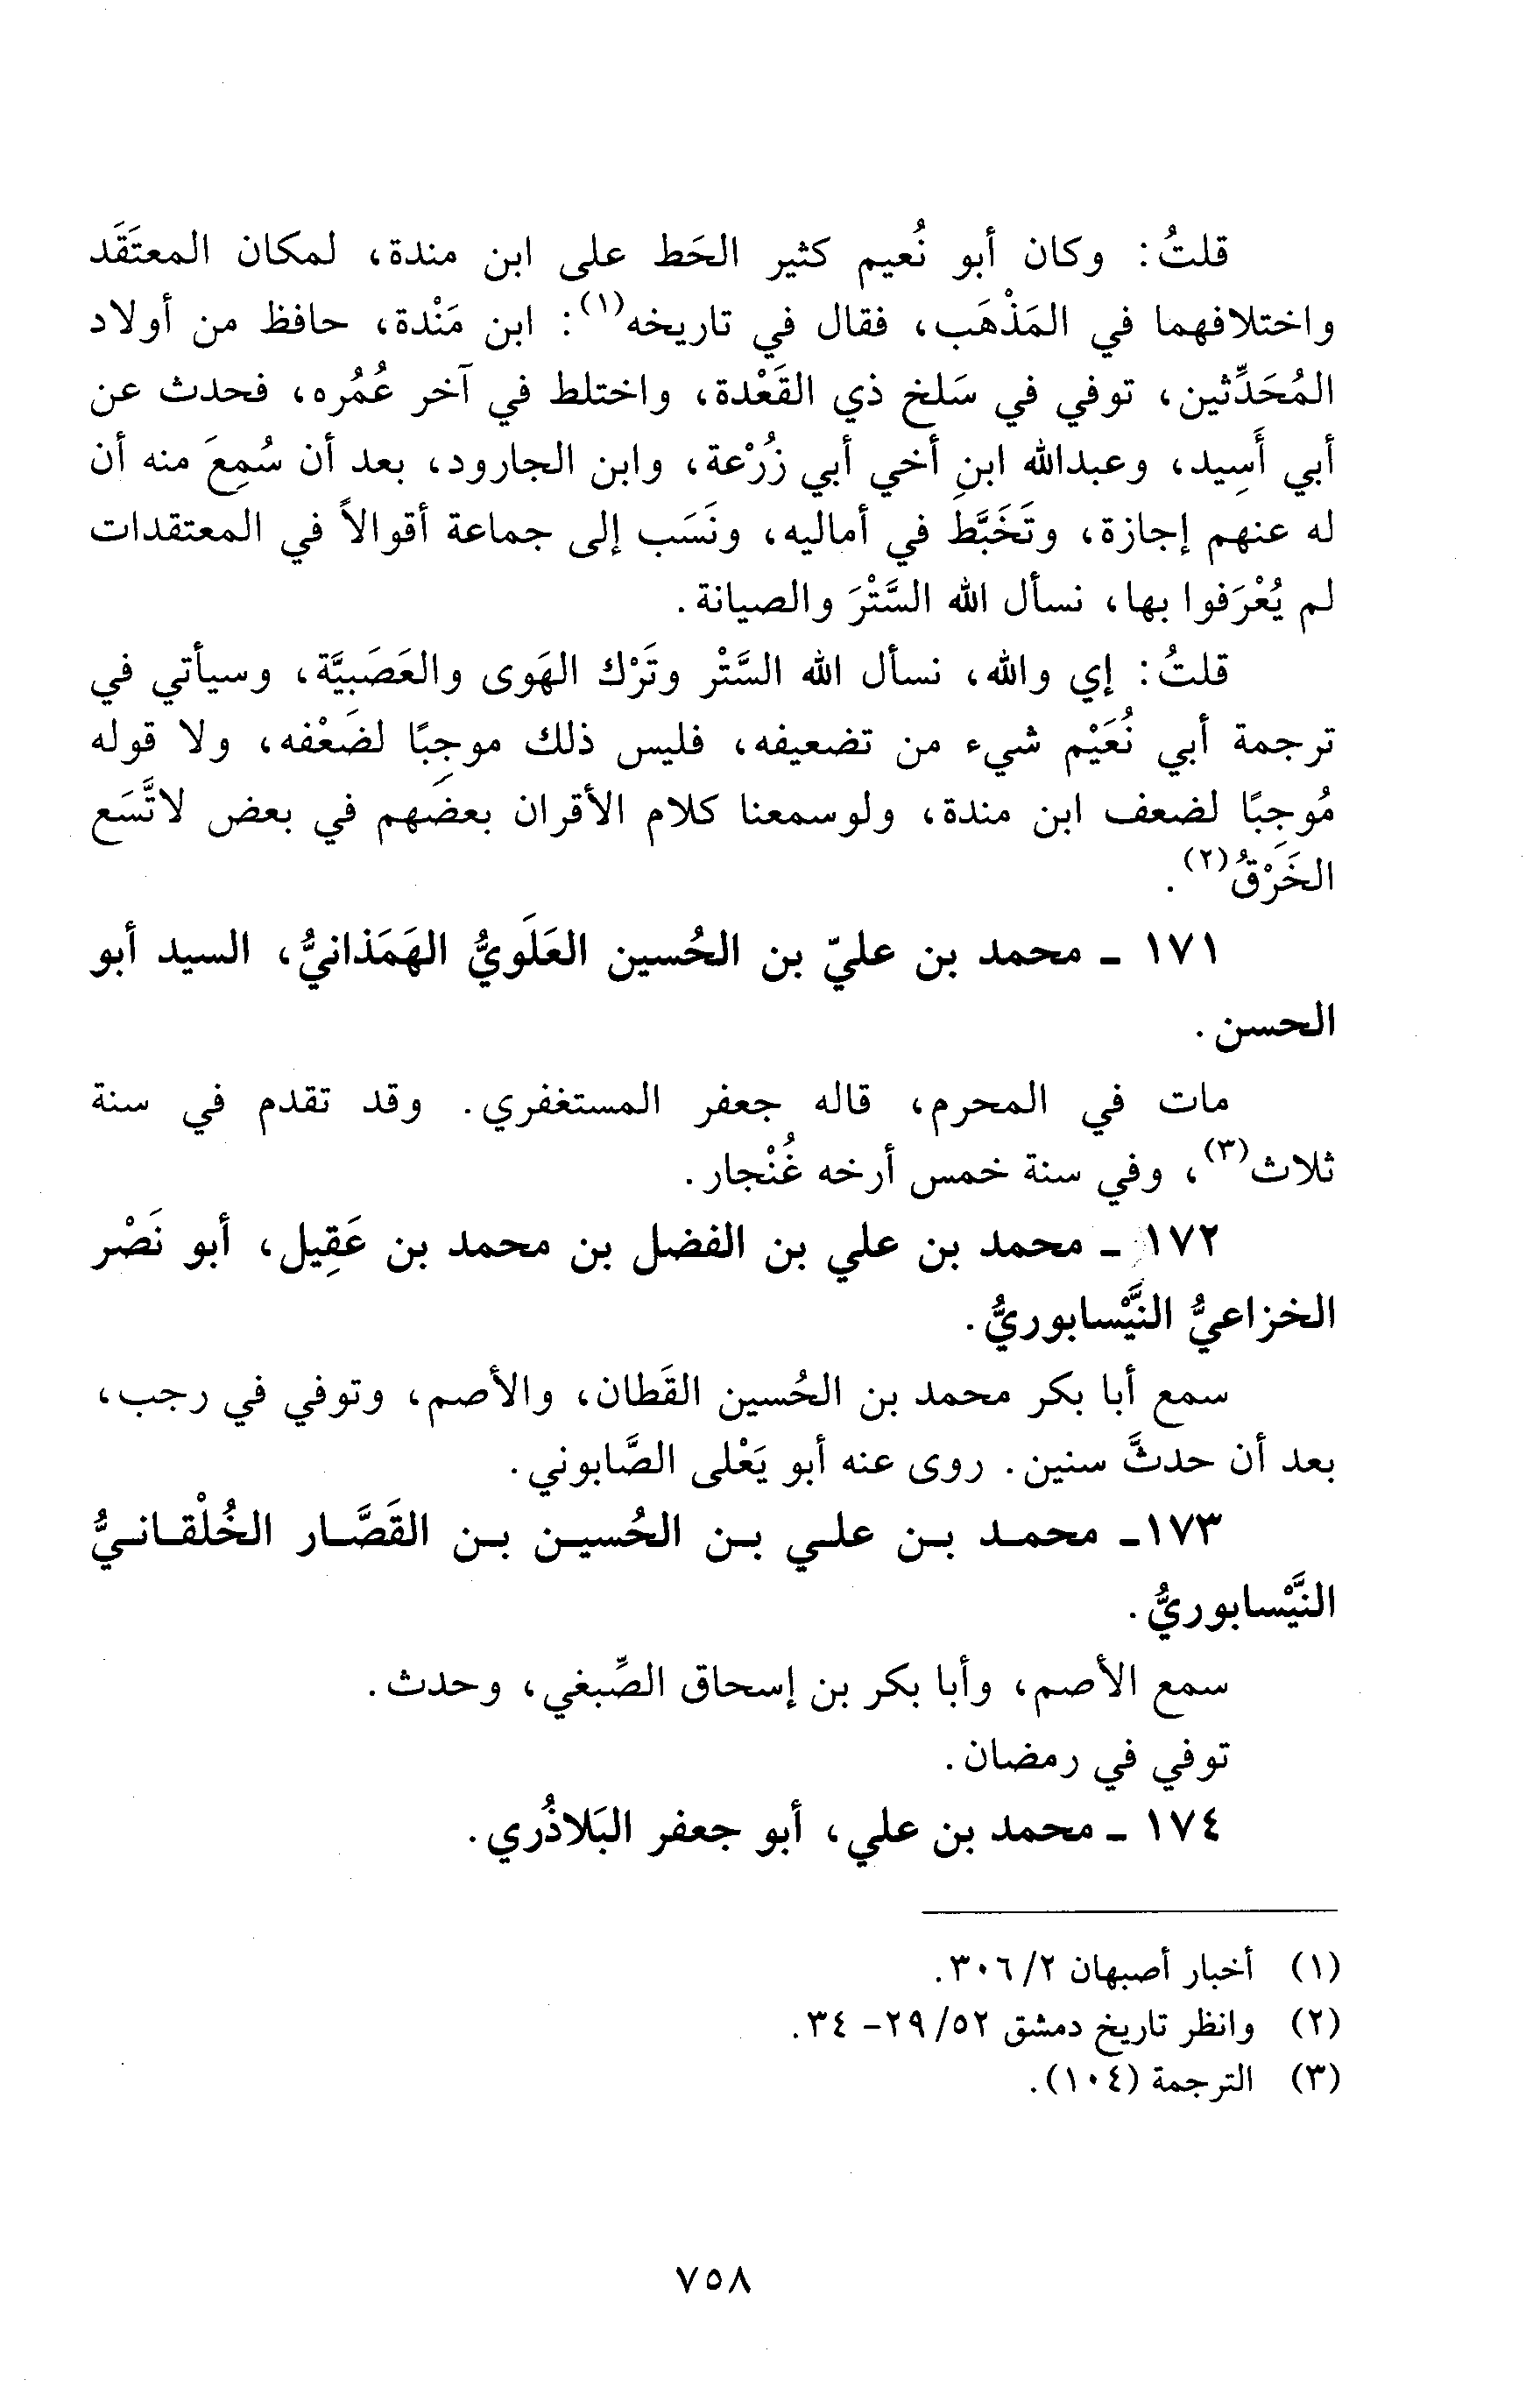 قلتُ: وكان أبو نُعيم كثير الحَط على ابن مندة، لمكان المعتَقَد
واختلافهما في المَذْهَب، فقال في تاريخه(١): ابن مَنْدة، حافظ من أولاد
المُحَدِّثين، توفي في سَلخ ذي القَعْدة، واختلط في آخر عُمُره، فحدث عن
أبي أَسِيد، وعبدالله ابنِ أخي أبي زُرْعة، وابن الجارود، بعد أن سُمِعَ منه أن
له عنهم إجازة، وتَخَبَّطَ في أماليه، ونَسَب إلى جماعة أقوالاً في المعتقدات
لم يُعْرَفوا بها، نسأل الله السَّتْرَ والصيانة.
قلتُ: إي والله، نسأل الله السَّتْر وتَرْك الهَوى والعَصَبيَّة، وسيأتي في
ترجمة أبي نُعَيْم شيء من تضعيفه، فليس ذلك موجِبًا لضَعْفه، ولا قوله
مُوجِبًا لضعف ابن مندة، ولوسمعنا كلام الأقران بعضَهم في بعض لاتَّسَع
الخَرْقُ(٢).
١٧١ - محمد بن عليّ بن الحُسين العَلَويُّ الهَمَذانيُّ، السيد أبو
الحسن.
مات في المحرم، قاله جعفر المستغفري. وقد تقدم في سنة
ثلاث(٣)، وفي سنة خمس أرخه غُنْجار.
١٧٢ - محمد بن علي بن الفضل بن محمد بن عَقِيل، أبو نَصْر
الخزاعيُّ النَّيْسابوريُّ.
سمع أبا بكر محمد بن الحُسين القَطان، والأصم، وتوفي في رجب،
بعد أن حدثَّ سنين. روى عنه أبو يَعْلى الصَّابوني.
١٧٣- محمد بن علي بن الحُسين بن القَصَّار الخُلْقانيُّ
النَّيْسابوريُّ.
سمع الأصم، وأبا بكر بن إسحاق الصِّبغي، وحدث.
توفي في رمضان.
١٧٤ - محمد بن علي، أبو جعفر البَلاذُري.
(١) أخبار أصبهان ٢/ ٣٠٦.
(٢) وانظر تاريخ دمشق ٥٢/ ٢٩- ٣٤.
(٣) الترجمة (١٠٤).
٧٥٨